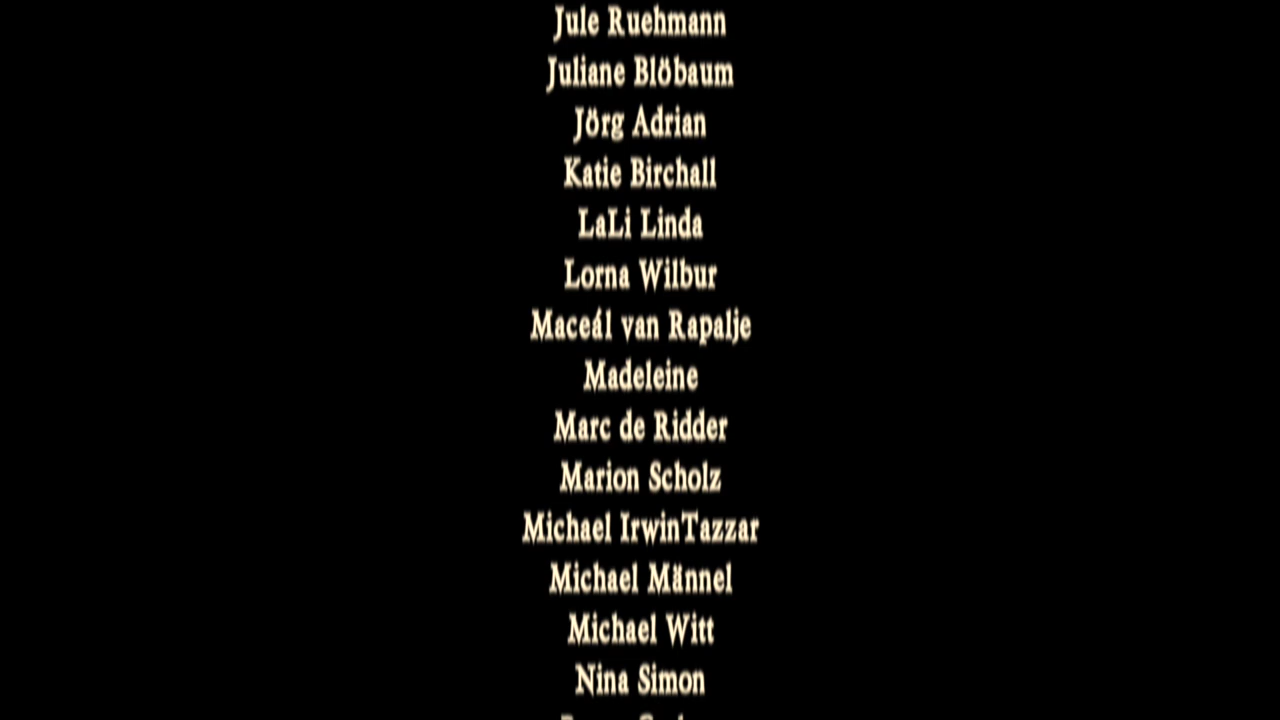 Jule Ruehmann
Juliane Blöbaum
Jörg Adrian
Katie Birchall
LaLi Linda
Lorna Wilbur
Maceál van Rapalje
Madeleine
Marc de Ridder
Marion Scholz
Michael IrwinTazzar
Michael Männel
Michael Witt
Nina Simon